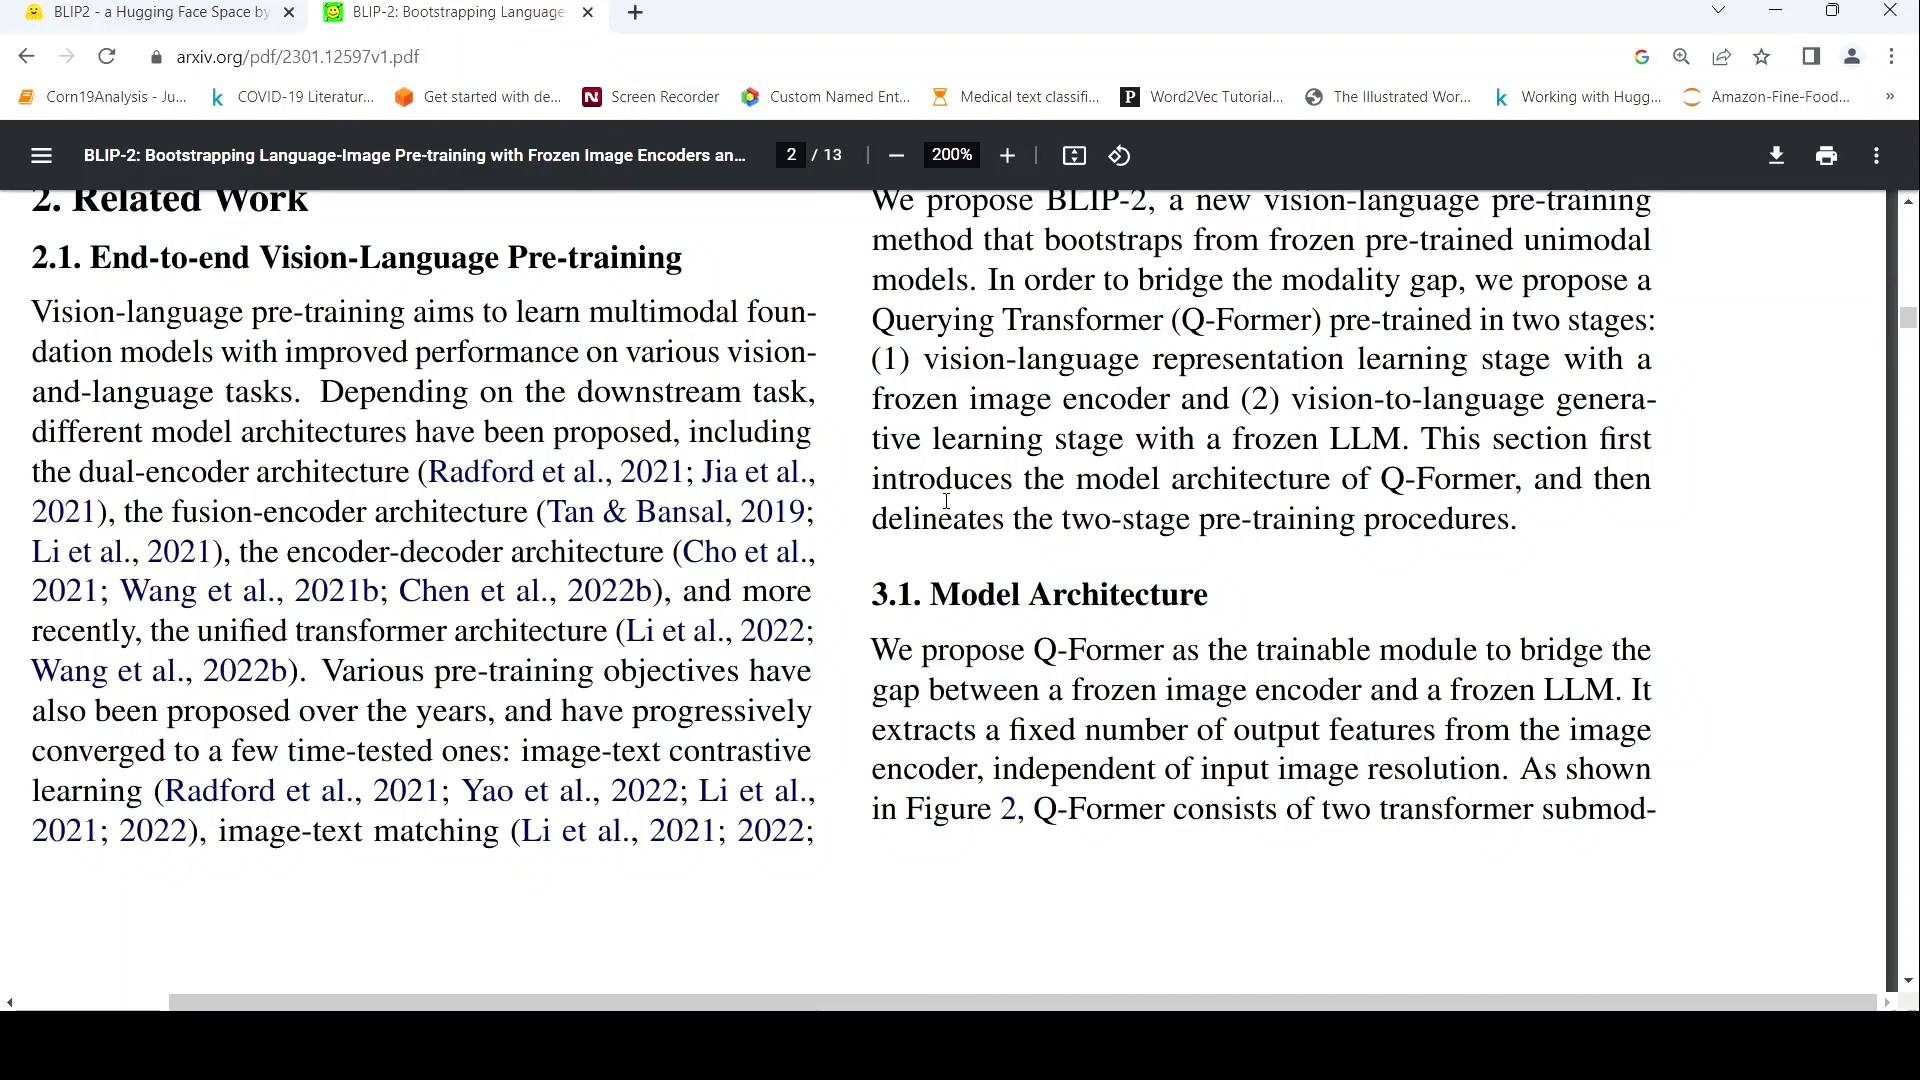 BLIP2 - a Hugging Face Space by
BLIP-2: Bootstrapping Language-
arxiv.org/pdf/2301.12597v1.pdf
Corn19Analysis - Ju...
COVID-19 Literatur...
Get started with de...
Screen Recorder
Custom Named Ent...
Medical text classifi...
Word2Vec Tutorial...
The Illustrated Wor...
Working with Hugg...
Amazon-Fine-Food...
BLIP-2: Bootstrapping Language-Image Pre-training with Frozen Image Encoders an...
2 / 13
200%
2. Related Work
2.1. End-to-end Vision-Language Pre-training
Vision-language pre-training aims to learn multimodal foun-
dation models with improved performance on various vision-
and-language tasks. Depending on the downstream task,
different model architectures have been proposed, including
the dual-encoder architecture (Radford et al., 2021; Jia et al.,
2021), the fusion-encoder architecture (Tan & Bansal, 2019;
Li et al., 2021), the encoder-decoder architecture (Cho et al.,
2021; Wang et al., 2021b; Chen et al., 2022b), and more
recently, the unified transformer architecture (Li et al., 2022;
Wang et al., 2022b). Various pre-training objectives have
also been proposed over the years, and have progressively
converged to a few time-tested ones: image-text contrastive
learning (Radford et al., 2021; Yao et al., 2022; Li et al.,
2021; 2022), image-text matching (Li et al., 2021; 2022;
We propose BLIP-2, a new vision-language pre-training
method that bootstraps from frozen pre-trained unimodal
models. In order to bridge the modality gap, we propose a
Querying Transformer (Q-Former) pre-trained in two stages:
(1) vision-language representation learning stage with a
frozen image encoder and (2) vision-to-language genera-
tive learning stage with a frozen LLM. This section first
introduces the model architecture of Q-Former, and then
delineates the two-stage pre-training procedures.
3.1. Model Architecture
We propose Q-Former as the trainable module to bridge the
gap between a frozen image encoder and a frozen LLM. It
extracts a fixed number of output features from the image
encoder, independent of input image resolution. As shown
in Figure 2, Q-Former consists of two transformer submod-